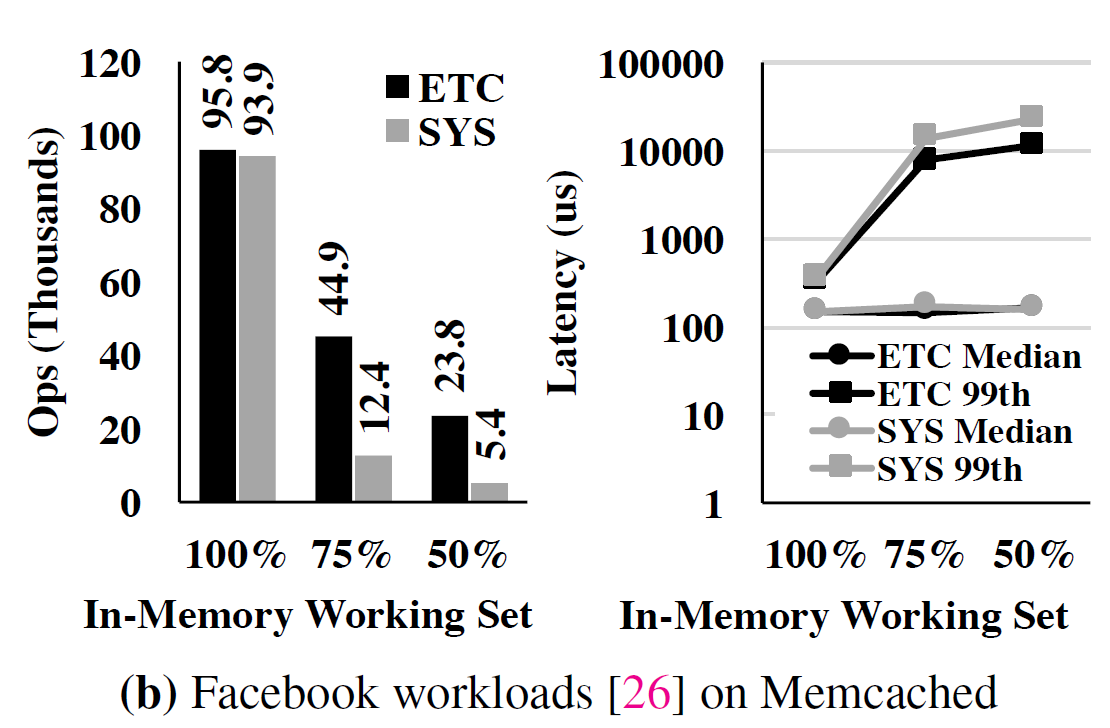 120
100
80
60
40
20
0
Ops (Thousands)
95.8
93.9
44.9
12.4
23.8
5.4
ETC
SYS
100%
75%
50%
In-Memory Working Set
100000
10000
1000
100
10
1
Latency (us)
ETC Median
ETC 99th
SYS Median
SYS 99th
100%
75%
50%
In-Memory Working Set
(b) Facebook workloads [26] on Memcached